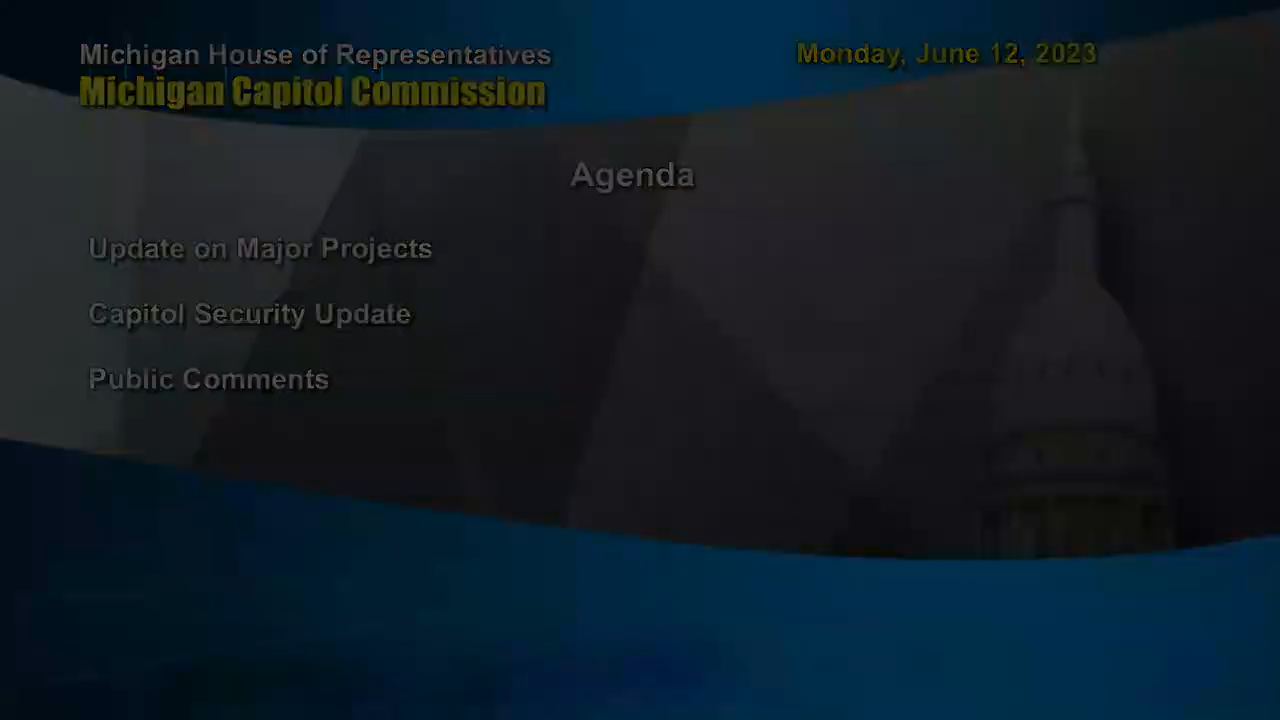 Michigan House of Representatives
Michigan Capitol Commission
Monday, June 12, 2023
Agenda
Update on Major Projects
Capitol Security Update
Public Comments